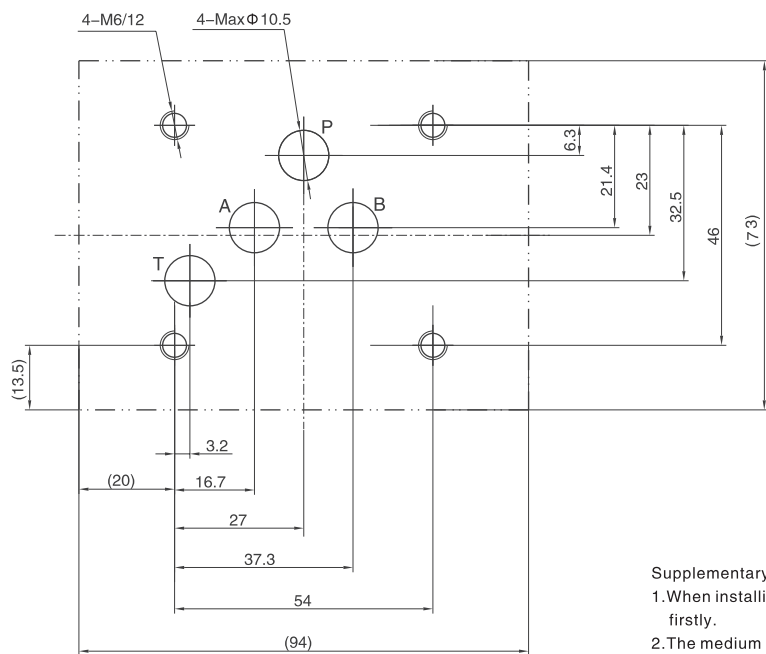 4-M6/12
4-MaxΦ10.5
P
A
B
T
6.3
21.4
23
32.5
46
(73)
(13.5)
3.2
(20)
16.7
27
37.3
54
(94)
Supplementary
1.When installi
firstly.
2.The medium